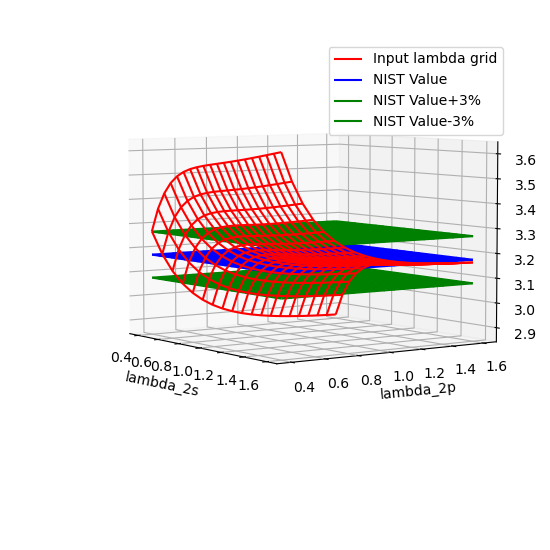 Input lambda grid
NIST Value
NIST Value+3%
NIST Value-3%
3.6
3.5
3.4
3.3
3.2
3.1
3.0
2.9
0.4 0.6 0.8 1.0 1.2 1.4 1.6
lambda_2s
0.4 0.6 0.8 1.0 1.2 1.4 1.6
lambda_2p